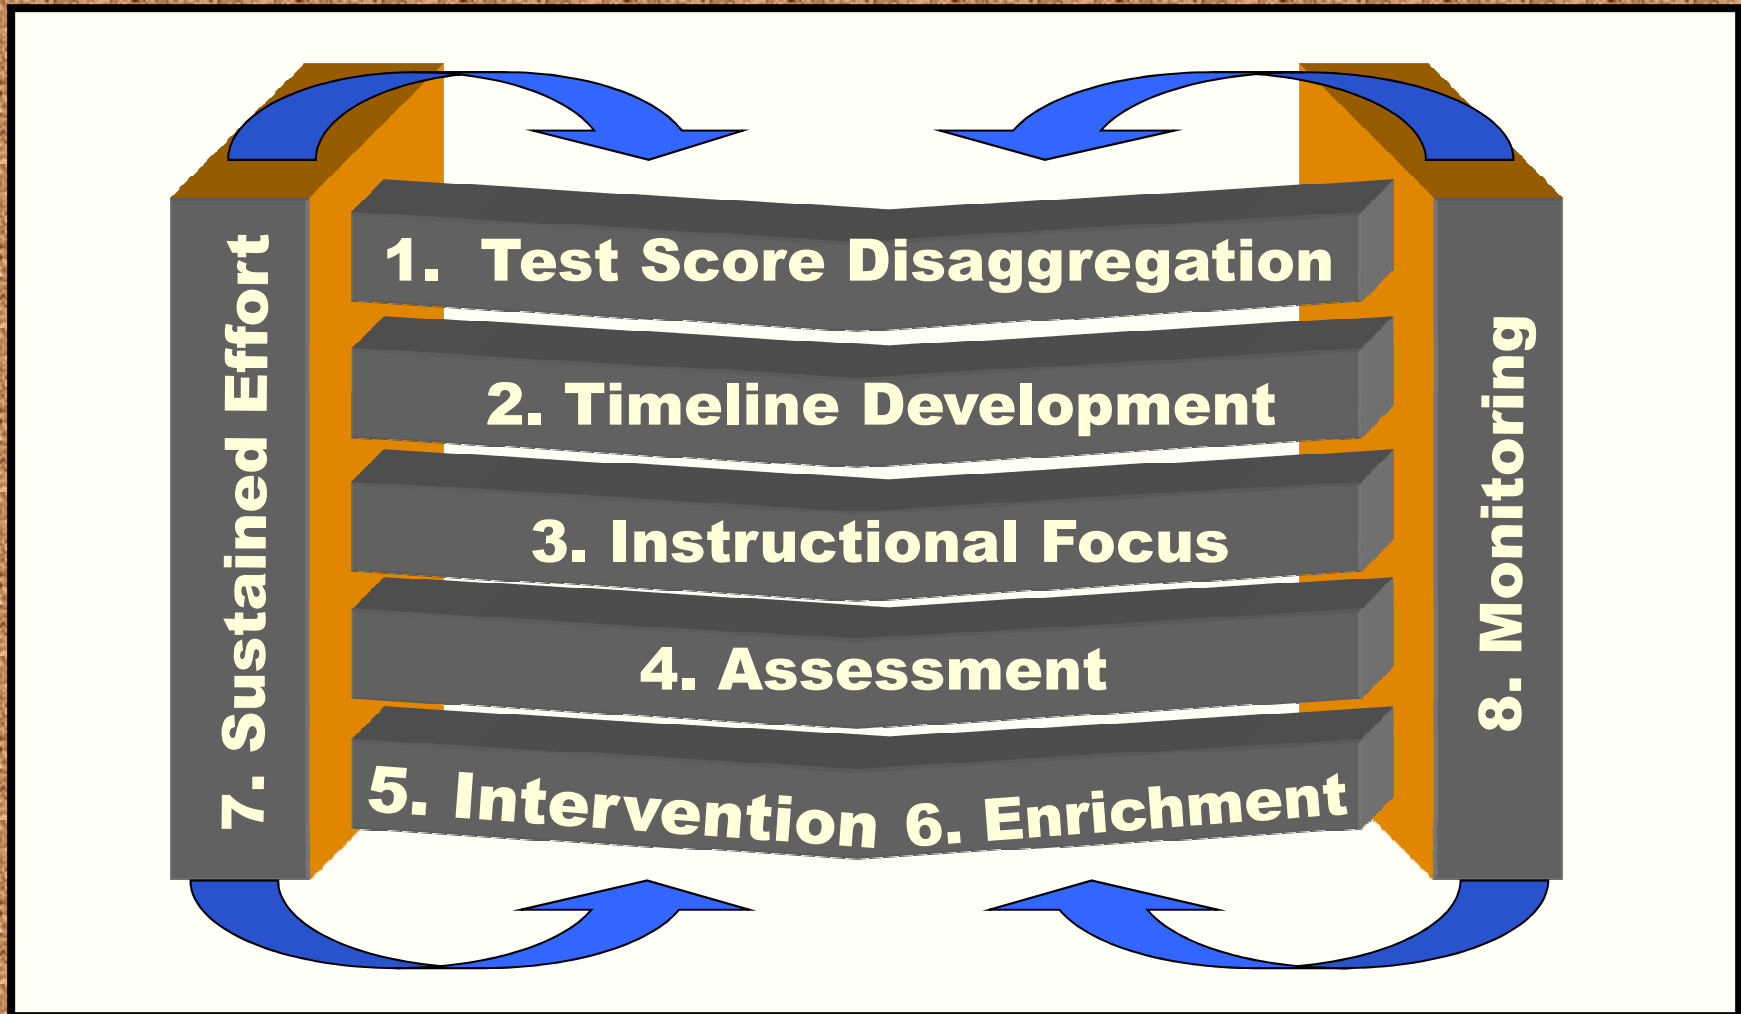 1. Test Score Disaggregation
2. Timeline Development
3. Instructional Focus
4. Assessment
5. Intervention 6. Enrichment
7. Sustained Effort
8. Monitoring